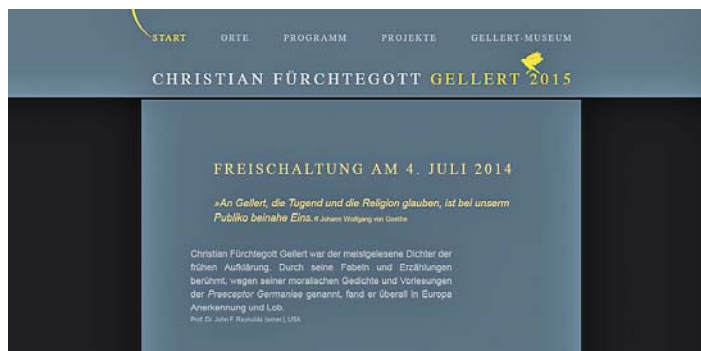 START ORTE PROGRAMM PROJEKTE GELLERT-MUSEUM
CHRISTIAN FÜRCHTEGOTT GELLERT 2015
FREISCHALTUNG AM 4. JULI 2014
»An Gellert, die Tugend und die Religion glauben, ist bei unserm
Publiko beinahe Eins.« Johann Wolfgang von Goethe
Christian Fürchtegott Gellert war der meistgelesene Dichter der
frühen Aufklärung. Durch seine Fabeln und Erzählungen
berühmt, wegen seiner moralischen Gedichte und Vorlesungen
der Praeceptor Germaniae genannt, fand er überall in Europa
Anerkennung und Lob.
Prof. Dr. John F. Reynolds (emer.), USA